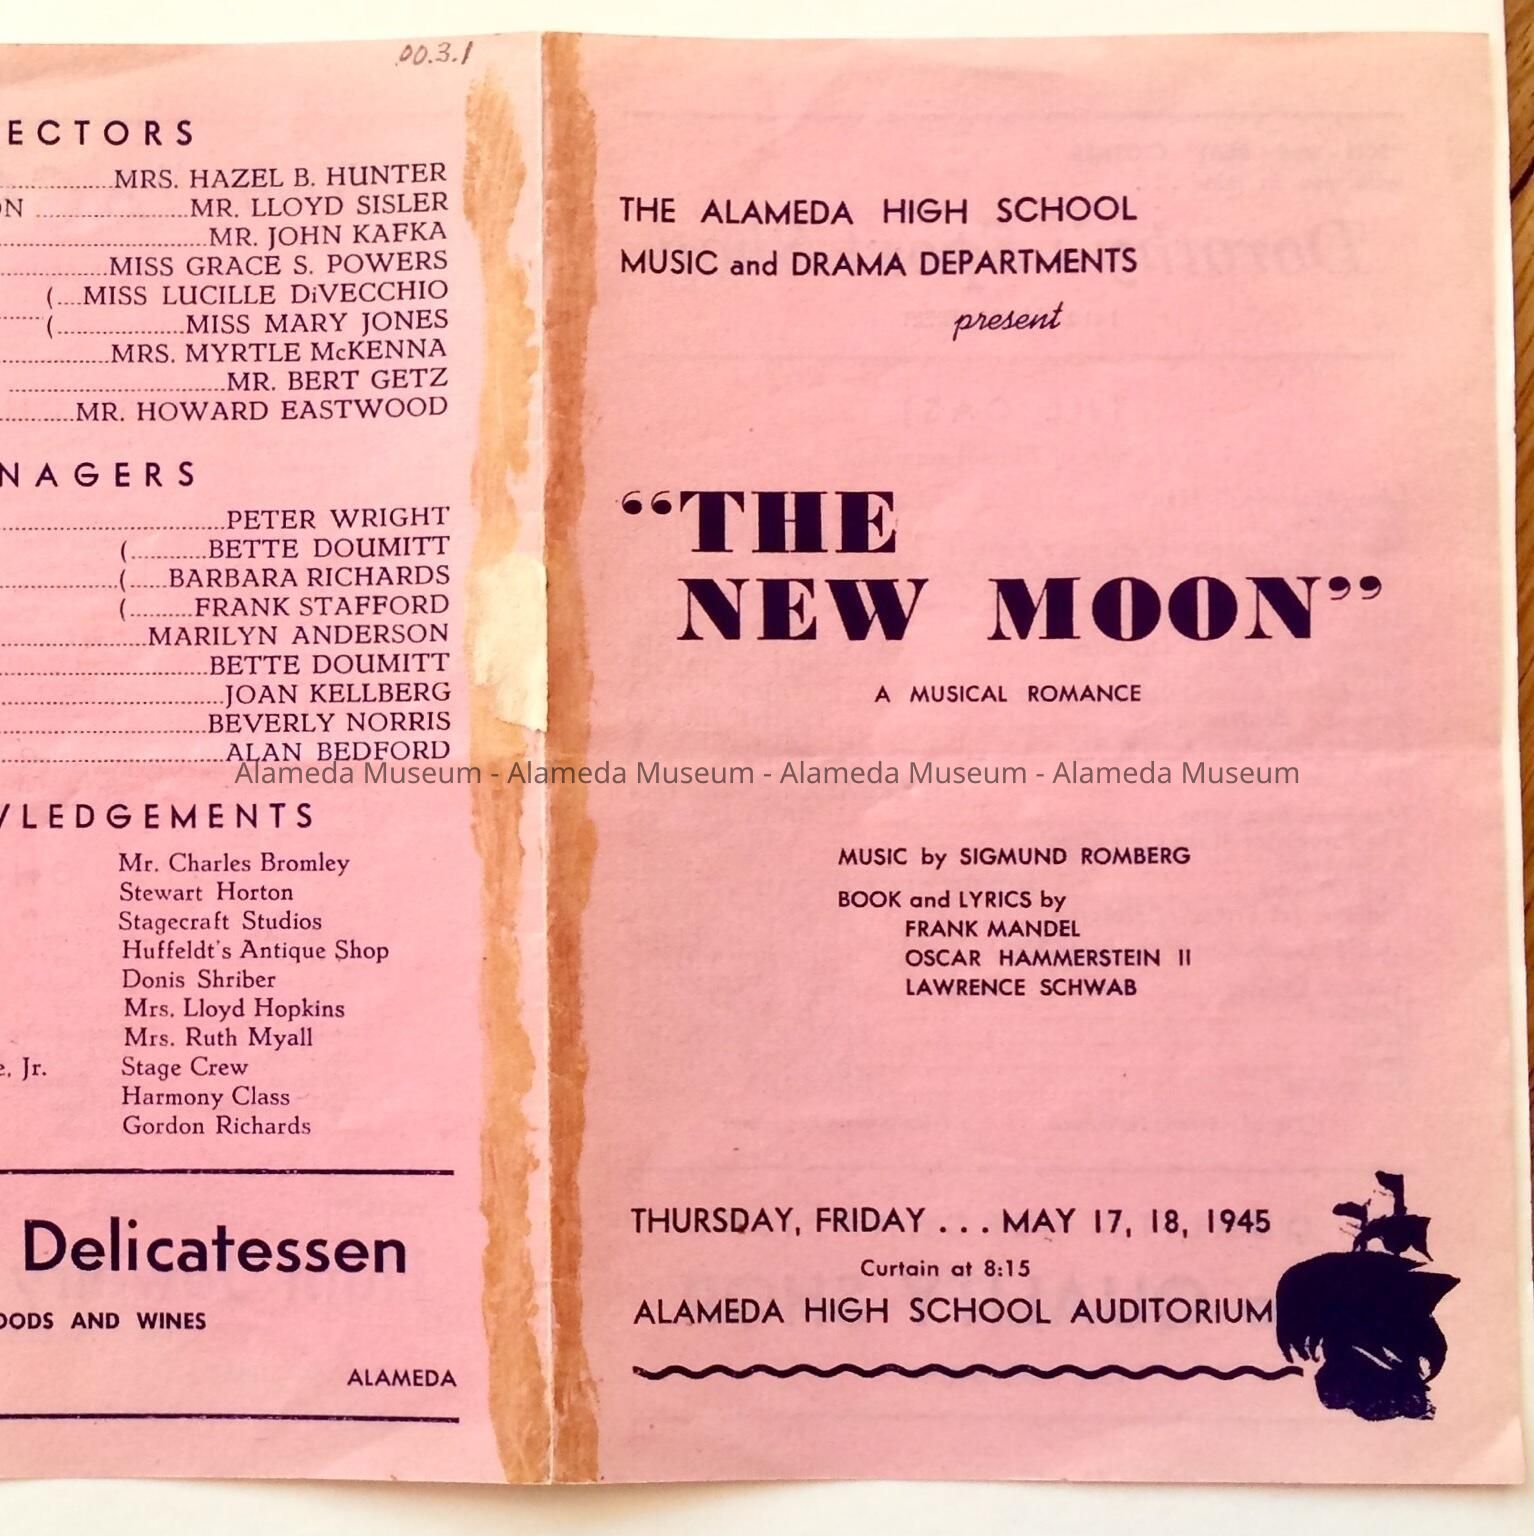 00.3.1
ECTORS
MRS. HAZEL B. HUNTER
ON ........ MR. LLOYD SISLER
MR. JOHN KAFKA
MISS GRACE S. POWERS
(....MISS LUCILLE DiVECCHIO
(........MISS MARY JONES
MRS. MYRTLE McKENNA
MR. BERT GETZ
MR. HOWARD EASTWOOD
NAGERS
PETER WRIGHT
(........BETTE DOUMITT
(.....BARBARA RICHARDS
(........FRANK STAFFORD
MARILYN ANDERSON
BETTE DOUMITT
JOAN KELLBERG
BEVERLY NORRIS
ALAN BEDFORD
WLEDGEMENTS
Mr. Charles Bromley
Stewart Horton
Stagecraft Studios
Huffeldt's Antique Shop
Donis Shriber
Mrs. Lloyd Hopkins
Mrs. Ruth Myall
e, Jr. Stage Crew
Harmony Class
Gordon Richards
Delicatessen
OODS AND WINES
ALAMEDA
THE ALAMEDA HIGH SCHOOL
MUSIC and DRAMA DEPARTMENTS
present
“THE
NEW MOON”
A MUSICAL ROMANCE
Alameda Museum - Alameda Museum - Alameda Museum - Alameda Museum
MUSIC by SIGMUND ROMBERG
BOOK and LYRICS by
FRANK MANDEL
OSCAR HAMMERSTEIN II
LAWRENCE SCHWAB
THURSDAY, FRIDAY . . . MAY 17, 18, 1945
Curtain at 8:15
ALAMEDA HIGH SCHOOL AUDITORIUM